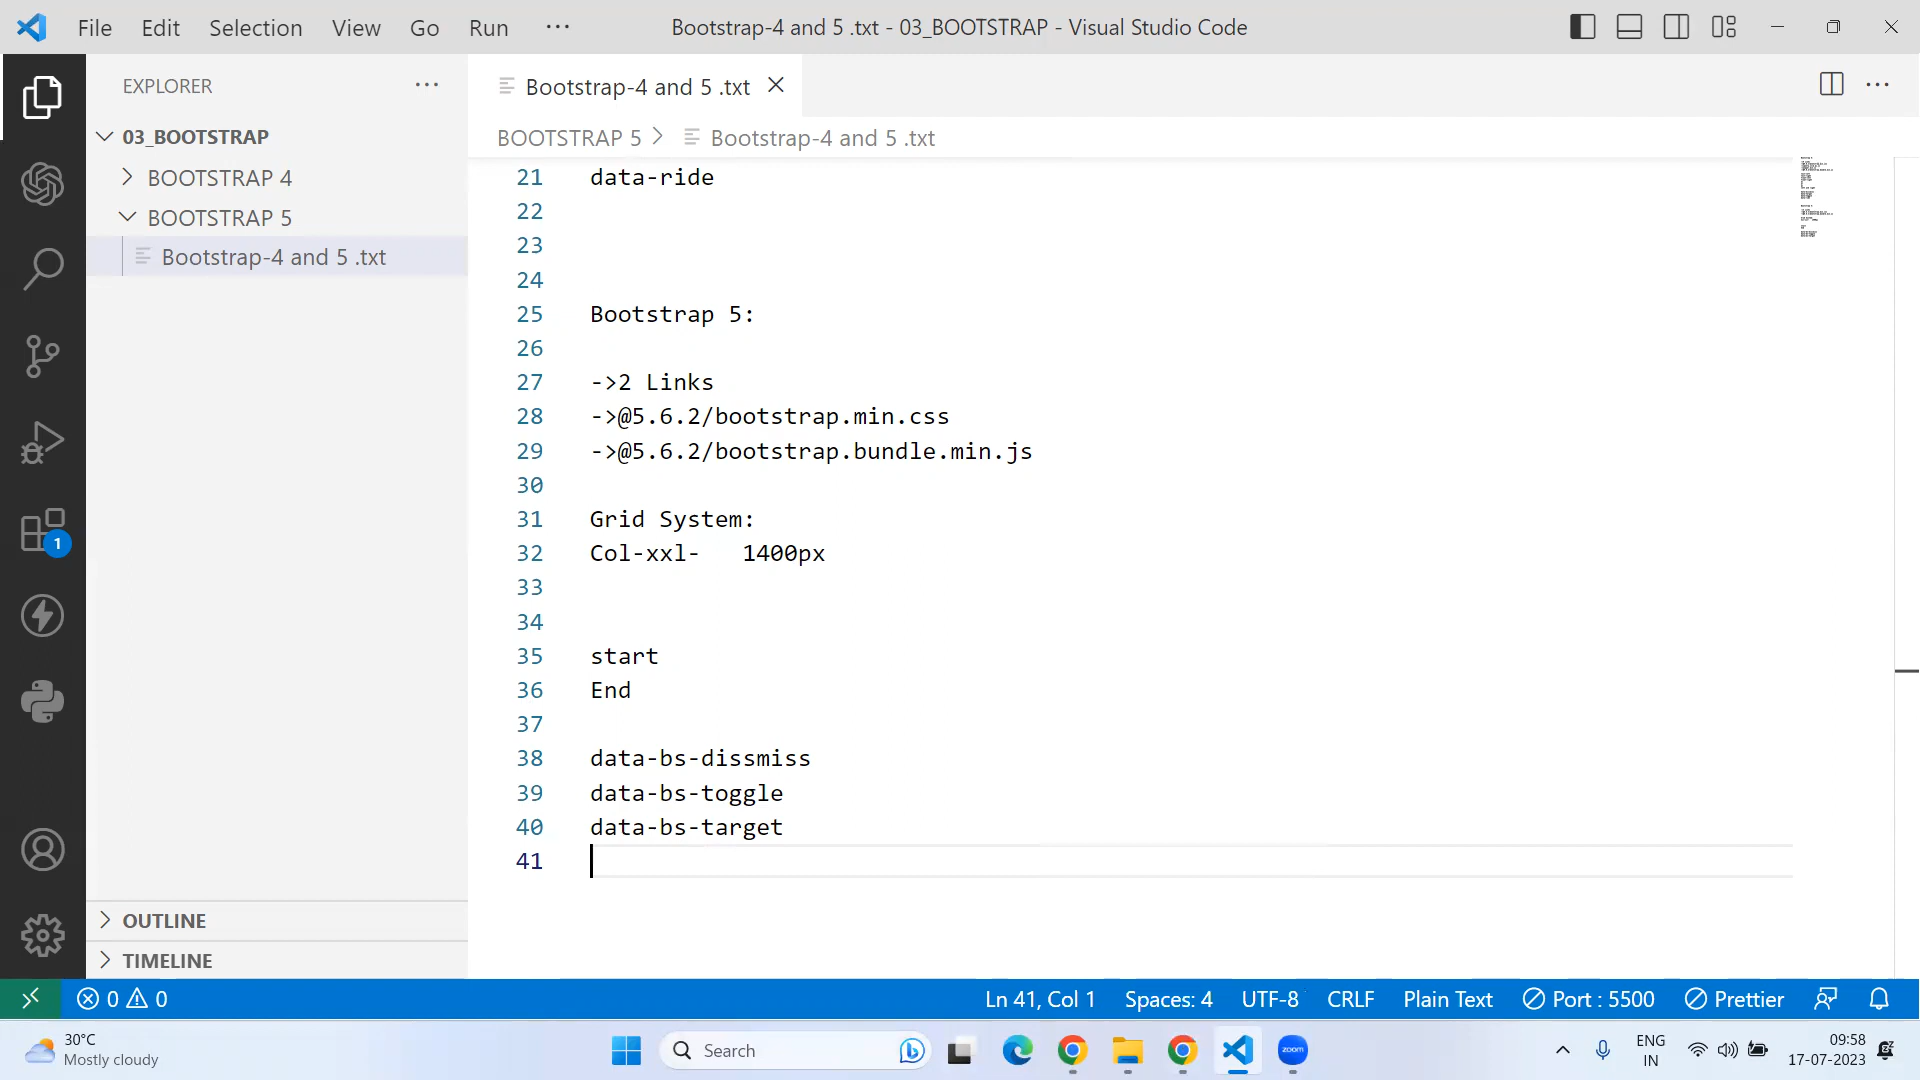 File Edit Selection View Go Run ··· Bootstrap-4 and 5 .txt - 03_BOOTSTRAP - Visual Studio Code
EXPLORER ···
Bootstrap-4 and 5 .txt
03_BOOTSTRAP
BOOTSTRAP 5 > Bootstrap-4 and 5 .txt
BOOTSTRAP 4
BOOTSTRAP 5
Bootstrap-4 and 5 .txt
21 data-ride
22
23
24
25 Bootstrap 5:
26
27 ->2 Links
28 ->@5.6.2/bootstrap.min.css
29 ->@5.6.2/bootstrap.bundle.min.js
30
31 Grid System:
32 Col-xxl- 1400px
33
34
35 start
36 End
37
38 data-bs-dissmiss
39 data-bs-toggle
40 data-bs-target
41
1
OUTLINE
TIMELINE
0 0 Ln 41, Col 1 Spaces: 4 UTF-8 CRLF Plain Text Port : 5500 Prettier
30°C
Mostly cloudy
Search
zoom
ENG
IN
09:58
17-07-2023